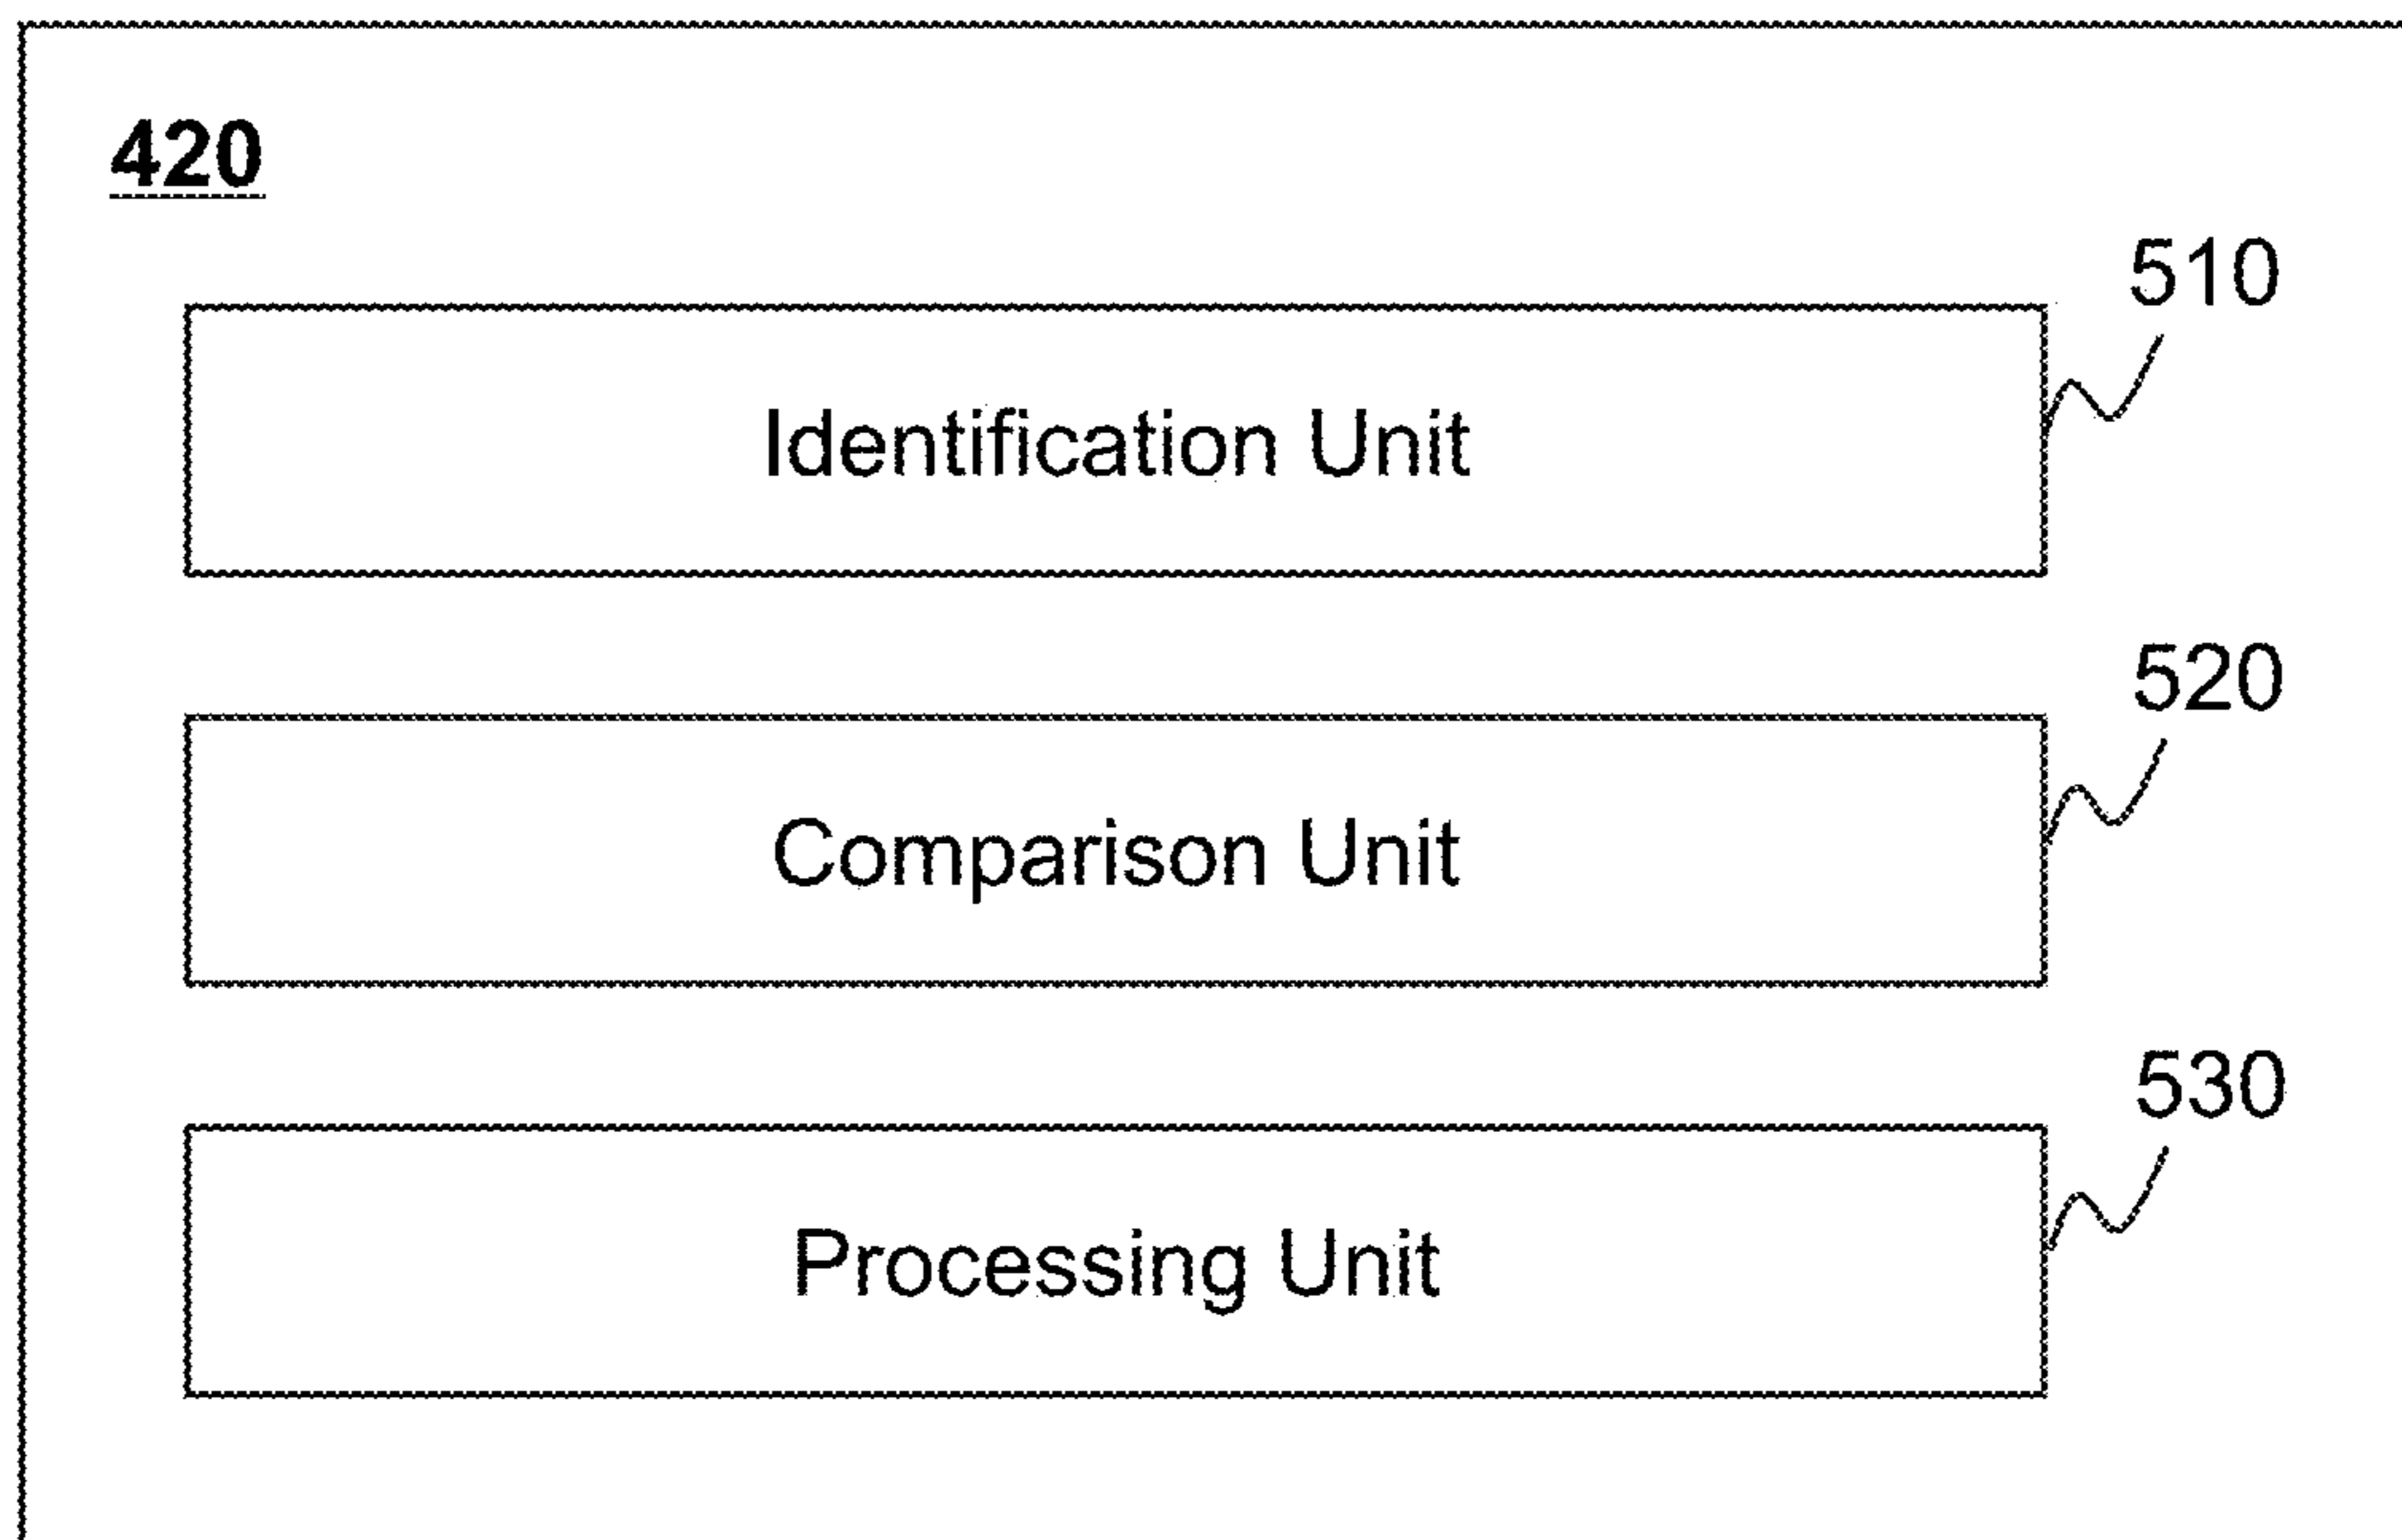 420
510
Identification Unit
520
Comparison Unit
530
Processing Unit